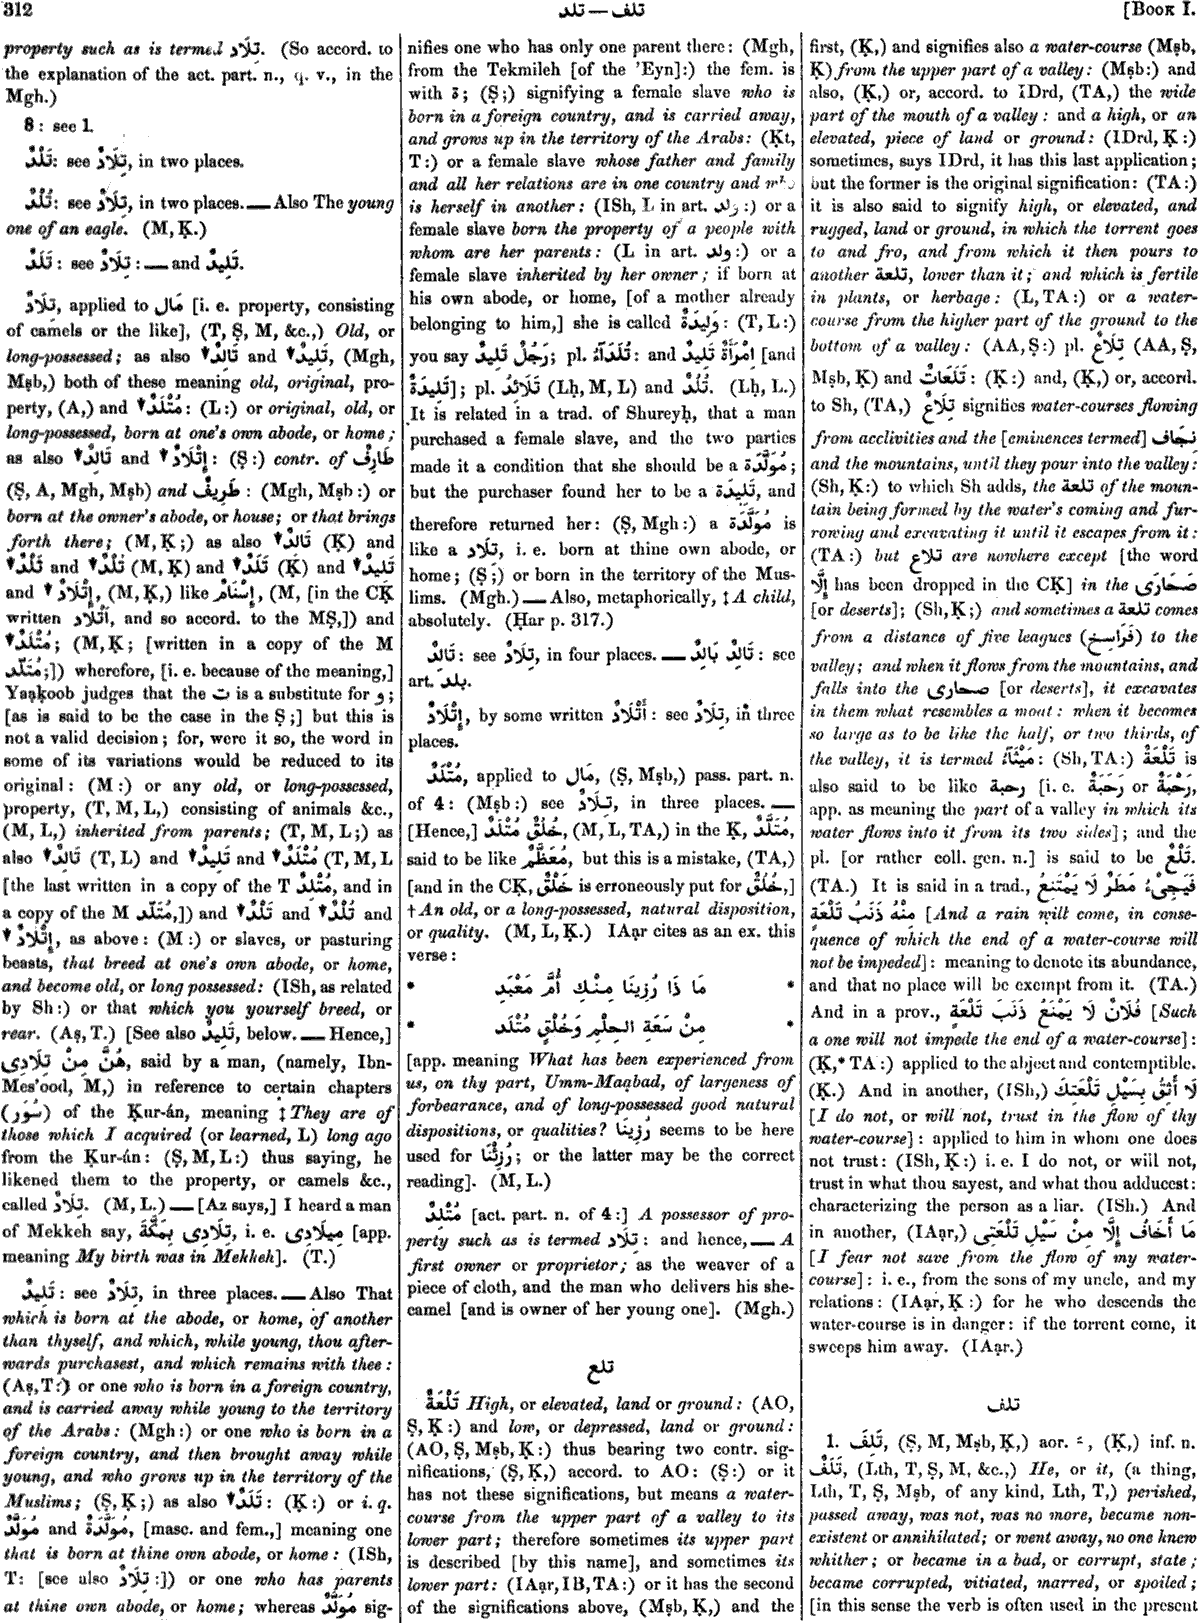 312
تلد — تلف
[BOOK I.
property such as is termed تِلَادٌ. (So accord. to
the explanation of the act. part. n., q. v., in the
Mgh.)
8 : see 1.
تَلْدٌ: see تِلَادٌ, in two places.
تُلْدٌ: see تِلَادٌ, in two places. — Also The young
one of an eagle. (M, Ḳ.)
تَلَدٌ : see تِلَادٌ : — and تَلِيدٌ.
تِلَادٌ, applied to مَال [i. e. property, consisting
of camels or the like], (T, Ṣ, M, &c.,) Old, or
long-possessed; as also تَالِدٌ▼ and تَلِيدٌ▼, (Mgh,
Mṣb,) both of these meaning old, original, pro-
perty, (A,) and مُتْلَدٌ▼ : (L:) or original, old, or
long-possessed, born at one's own abode, or home;
as also تَالِدٌ▼ and إِتْلَادٌ▼ : (Ṣ:) contr. of طَارِفٌ
(Ṣ, A, Mgh, Mṣb) and طَرِيفٌ : (Mgh, Mṣb:) or
born at the owner's abode, or house; or that brings
forth there; (M, Ḳ;) as also تَالِدٌ▼ (Ḳ) and
تَلْدٌ▼ and تُلْدٌ▼ (M, Ḳ) and تَلَدٌ▼ (Ḳ) and تَلِيدٌ▼
and إِتْلَادٌ▼, (M, Ḳ,) like إِسْنَامٌ, (M, [in the CḲ
written أَتْلَاد, and so accord. to the MṢ,]) and
مُتْلَدٌ▼; (M, Ḳ; [written in a copy of the M
مُتَلَّد;]) wherefore, [i. e. because of the meaning,]
Yaạḳoob judges that the ت is a substitute for و;
[as is said to be the case in the Ṣ;] but this is
not a valid decision; for, were it so, the word in
some of its variations would be reduced to its
original: (M:) or any old, or long-possessed,
property, (T, M, L,) consisting of animals &c.,
(M, L,) inherited from parents; (T, M, L;) as
also تَالِدٌ▼ (T, L) and تَلِيدٌ▼ and مُتْلَدٌ▼ (T, M, L
[the last written in a copy of the T مُتْلِدٌ, and in
a copy of the M مُتَلَّد,]) and تَلْدٌ▼ and تُلْدٌ▼ and
إِتْلَادٌ▼, as above: (M:) or slaves, or pasturing
beasts, that breed at one's own abode, or home,
and become old, or long possessed: (ISh, as related
by Sh:) or that which you yourself breed, or
rear. (Aṣ, T.) [See also تَلِيدٌ, below. — Hence,]
هُنَّ مِنْ تِلَادِى, said by a man, (namely, Ibn-
Mes'ood, M,) in reference to certain chapters
(سُوَر) of the Ḳur-án, meaning ‡ They are of
those which I acquired (or learned, L) long ago
from the Ḳur-án: (Ṣ, M, L:) thus saying, he
likened them to the property, or camels &c.,
called تِلَادٌ. (M, L.) — [Az says,] I heard a man
of Mekkeh say, تِلَادِى بِمَكَّةَ, i. e. مِيلَادِى [app.
meaning My birth was in Mekkeh]. (T.)
تَلِيدٌ : see تِلَادٌ, in three places. — Also That
which is born at the abode, or home, of another
than thyself, and which, while young, thou after-
wards purchasest, and which remains with thee:
(Aṣ, T:) or one who is born in a foreign country,
and is carried away while young to the territory
of the Arabs: (Mgh:) or one who is born in a
foreign country, and then brought away while
young, and who grows up in the territory of the
Muslims; (Ṣ, Ḳ;) as also تَلَدٌ▼ : (Ḳ:) or i. q.
مُوَلَّدٌ and مُوَلَّدَةٌ, [masc. and fem.,] meaning one
that is born at thine own abode, or home: (ISh,
T: [see also تِلَادٌ :]) or one who has parents
at thine own abode, or home; whereas مُوَلَّدٌ sig-
nifies one who has only one parent there: (Mgh,
from the Tekmileh [of the 'Eyn]:) the fem. is
with ة; (Ṣ;) signifying a female slave who is
born in a foreign country, and is carried away,
and grows up in the territory of the Arabs: (Ḳt,
T:) or a female slave whose father and family
and all her relations are in one country and who
is herself in another: (ISh, L in art. ولد :) or a
female slave born the property of a people with
whom are her parents: (L in art. ولد :) or a
female slave inherited by her owner; if born at
his own abode, or home, [of a mother already
belonging to him,] she is called وَلِيدَةٌ: (T, L:)
you say رَجُلٌ تَلِيدٌ; pl. تُلَدَآءُ: and امْرَأَةٌ تَلِيدٌ [and
تَلِيدَةٌ]; pl. تَلَائِدُ (Lḥ, M, L) and تُلُدٌ. (Lḥ, L.)
It is related in a trad. of Shureyḥ, that a man
purchased a female slave, and the two parties
made it a condition that she should be a مُوَلَّدَة;
but the purchaser found her to be a تَلِيدَة, and
therefore returned her: (Ṣ, Mgh:) a مُوَلَّدَة is
like a تِلَاد, i. e. born at thine own abode, or
home; (Ṣ;) or born in the territory of the Mus-
lims. (Mgh.) — Also, metaphorically, ‡ A child,
absolutely. (Ḥar p. 317.)
تَالِدٌ: see تِلَادٌ, in four places. — تَالِدٌ بَالِدٌ : see
art. بلد.
إِتْلَادٌ, by some written أَتْلَادٌ : see تِلَادٌ, in three
places.
مُتْلَدٌ, applied to مَال, (Ṣ, Mṣb,) pass. part. n.
of 4: (Mṣb:) see تِلَادٌ, in three places. —
[Hence,] خُلُقٌ مُتْلَدٌ, (M, L, TA,) in the Ḳ, مُتَلَّدٌ,
said to be like مُعَظَّمٌ, but this is a mistake, (TA,)
[and in the CḲ, خَلْقٌ is erroneously put for خُلُقٌ,]
† An old, or a long-possessed, natural disposition,
or quality. (M, L, Ḳ.) IAạr cites as an ex. this
verse:
* مَا ذَا رُزِينَا مِنْكِ أُمَّ مَعْبَدِ *
* مِنْ سَعَةِ الحِلْمِ وَخُلْقٍ مُتْلَدِ *
[app. meaning What has been experienced from
us, on thy part, Umm-Maạbad, of largeness of
forbearance, and of long-possessed good natural
dispositions, or qualities? رُزِينَا seems to be here
used for رُزِئْنَا; or the latter may be the correct
reading]. (M, L.)
مُتْلِدٌ [act. part. n. of 4:] A possessor of pro-
perty such as is termed تِلَاد : and hence, — A
first owner or proprietor; as the weaver of a
piece of cloth, and the man who delivers his she-
camel [and is owner of her young one]. (Mgh.)
تلع
تَلْعَةٌ High, or elevated, land or ground: (AO,
Ṣ, Ḳ:) and low, or depressed, land or ground:
(AO, Ṣ, Mṣb, Ḳ:) thus bearing two contr. sig-
nifications, (Ṣ, Ḳ,) accord. to AO: (Ṣ:) or it
has not these significations, but means a water-
course from the upper part of a valley to its
lower part; therefore sometimes its upper part
is described [by this name], and sometimes its
lower part: (IAạr, IB, TA:) or it has the second
of the significations above, (Mṣb, Ḳ,) and the
first, (Ḳ,) and signifies also a water-course (Mṣb,
Ḳ) from the upper part of a valley: (Mṣb:) and
also, (Ḳ,) or, accord. to IDrd, (TA,) the wide
part of the mouth of a valley: and a high, or an
elevated, piece of land or ground: (IDrd, Ḳ:)
sometimes, says IDrd, it has this last application;
but the former is the original signification: (TA:)
it is also said to signify high, or elevated, and
rugged, land or ground, in which the torrent goes
to and fro, and from which it then pours to
another تلعة, lower than it; and which is fertile
in plants, or herbage: (L, TA:) or a water-
course from the higher part of the ground to the
bottom of a valley: (AA, Ṣ:) pl. تِلَاعٌ (AA, Ṣ,
Mṣb, Ḳ) and تَلَعَاتٌ : (Ḳ:) and, (Ḳ,) or, accord.
to Sh, (TA,) تِلَاعٌ signifies water-courses flowing
from acclivities and the [eminences termed] نِجَاف
and the mountains, until they pour into the valley:
(Sh, Ḳ:) to which Sh adds, the تلعة of the moun-
tain being formed by the water's coming and fur-
rowing and excavating it until it escapes from it:
(TA:) but تلاع are nowhere except [the word
إِلَّا has been dropped in the CḲ] in the صَحَارَى
[or deserts]; (Sh, Ḳ;) and sometimes a تلعة comes
from a distance of five leagues (فَرَاسِخ) to the
valley; and when it flows from the mountains, and
falls into the صحارى [or deserts], it excavates
in them what resembles a moat: when it becomes
so large as to be like the half, or two thirds, of
the valley, it is termed مَيْثَآءُ: (Sh, TA:) تَلْعَةٌ is
also said to be like رحبة [i. e. رَحَبَةٌ or رَحْبَةٌ,
app. as meaning the part of a valley in which its
water flows into it from its two sides]; and the
pl. [or rather coll. gen. n.] is said to be تَلْعٌ.
(TA.) It is said in a trad., فَيَجِىْءُ مَطَرٌ لَا يَمْتَنِعُ
مِنْهُ ذَنَبُ تَلْعَةٍ [And a rain will come, in conse-
quence of which the end of a water-course will
not be impeded]: meaning to denote its abundance,
and that no place will be exempt from it. (TA.)
And in a prov., فُلَانٌ لَا يَمْنَعُ ذَنَبَ تَلْعَةٍ [Such
a one will not impede the end of a water-course]:
(Ḳ,* TA:) applied to the abject and contemptible.
(Ḳ.) And in another, (ISh,) لَا أَثِقُ بِسَيْلِ تَلْعَتِكَ
[I do not, or will not, trust in the flow of thy
water-course]: applied to him in whom one does
not trust: (ISh, Ḳ:) i. e. I do not, or will not,
trust in what thou sayest, and what thou adducest:
characterizing the person as a liar. (ISh.) And
in another, (IAạr,) مَا أَخَافُ إِلَّا مِنْ سَيْلِ تَلْعَتِى
[I fear not save from the flow of my water-
course]: i. e., from the sons of my uncle, and my
relations: (IAạr, Ḳ:) for he who descends the
water-course is in danger: if the torrent come, it
sweeps him away. (IAạr.)
تلف
1. تَلِفَ, (Ṣ, M, Mṣb, Ḳ,) aor. ـَ, (Ḳ,) inf. n.
تَلَفٌ, (Lth, T, Ṣ, M, &c.,) He, or it, (a thing,
Lth, T, Ṣ, Mṣb, of any kind, Lth, T,) perished,
passed away, was not, was no more, became non-
existent or annihilated; or went away, no one knew
whither; or became in a bad, or corrupt, state;
became corrupted, vitiated, marred, or spoiled;
[in this sense the verb is often used in the present